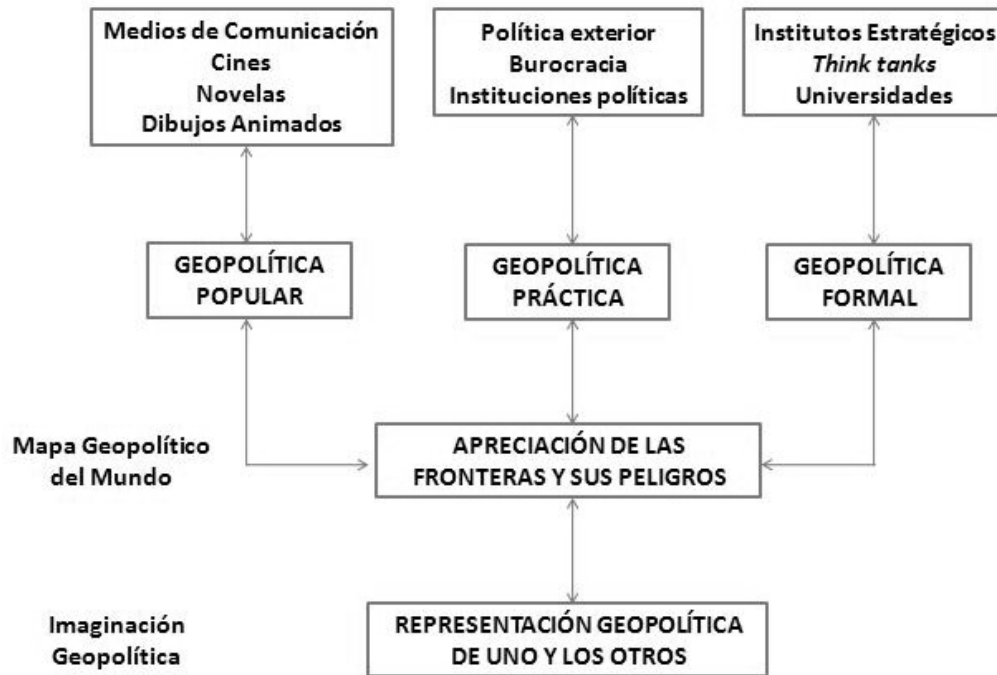 Medios de Comunicación
Cines
Novelas
Dibujos Animados
Política exterior
Burocracia
Instituciones políticas
Institutos Estratégicos
Think tanks
Universidades
GEOPOLÍTICA
POPULAR
GEOPOLÍTICA
PRÁCTICA
GEOPOLÍTICA
FORMAL
Mapa Geopolítico
del Mundo
APRECIACIÓN DE LAS
FRONTERAS Y SUS PELIGROS
Imaginación
Geopolítica
REPRESENTACIÓN GEOPOLÍTICA
DE UNO Y LOS OTROS